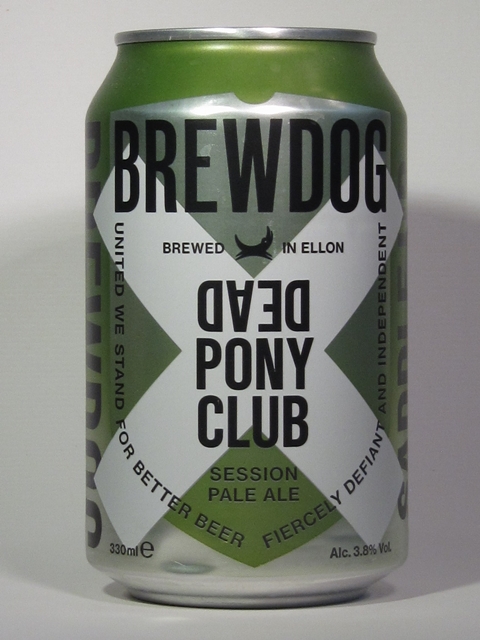 BREWDOG
BREWED IN ELLON
DEAD
PONY
CLUB
SESSION
PALE ALE
UNITED WE STAND FOR BETTER BEER
FIERCELY DEFIANT AND INDEPENDENT
330ml e
Alc. 3.8% Vol.
BREWDOG